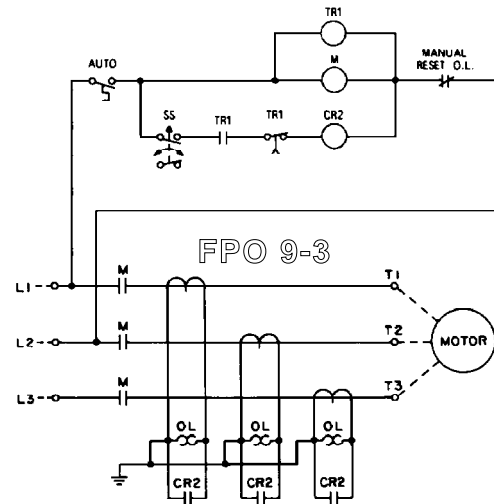 TR1
AUTO
M
MANUAL
RESET O.L.
SS
TR1
TR1
CR2
FPO 9-3
M
T1
L1
M
T2
L2
MOTOR
M
T3
L3
OL
OL
OL
CR2
CR2
CR2